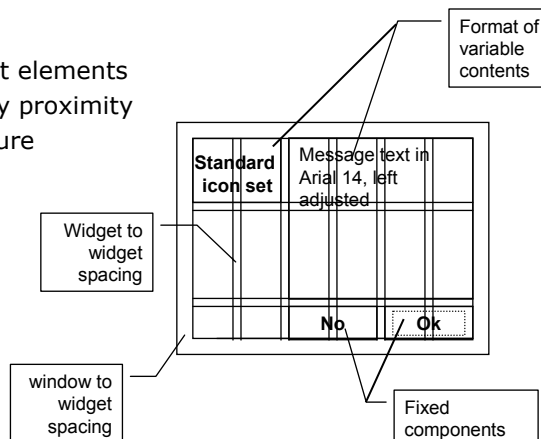 t elements
y proximity
ure
Format of
variable
contents
Standard
icon set
Message text in
Arial 14, left
adjusted
Widget to
widget
spacing
No
Ok
window to
widget
spacing
Fixed
components